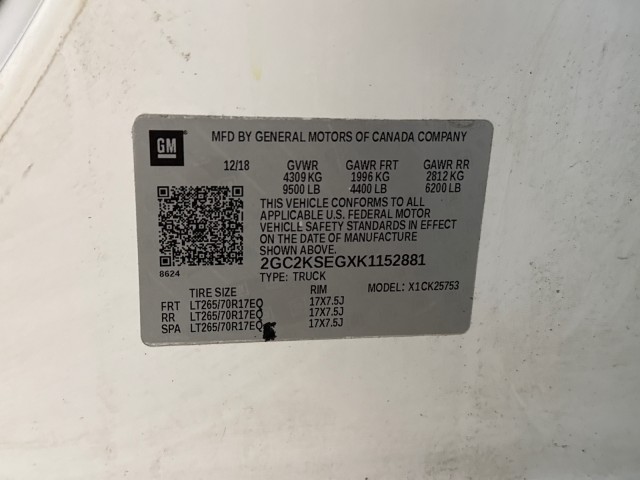 GM
MFD BY GENERAL MOTORS OF CANADA COMPANY
12/18 GVWR GAWR FRT GAWR RR
4309 KG 1996 KG 2812 KG
9500 LB 4400 LB 6200 LB
THIS VEHICLE CONFORMS TO ALL
APPLICABLE U.S. FEDERAL MOTOR
VEHICLE SAFETY STANDARDS IN EFFECT
ON THE DATE OF MANUFACTURE
SHOWN ABOVE.
2GC2KSEGXK1152881
8624
TYPE: TRUCK MODEL: X1CK25753
TIRE SIZE RIM
FRT LT265/70R17EQ 17X7.5J
RR LT265/70R17EQ 17X7.5J
SPA LT265/70R17EQ 17X7.5J